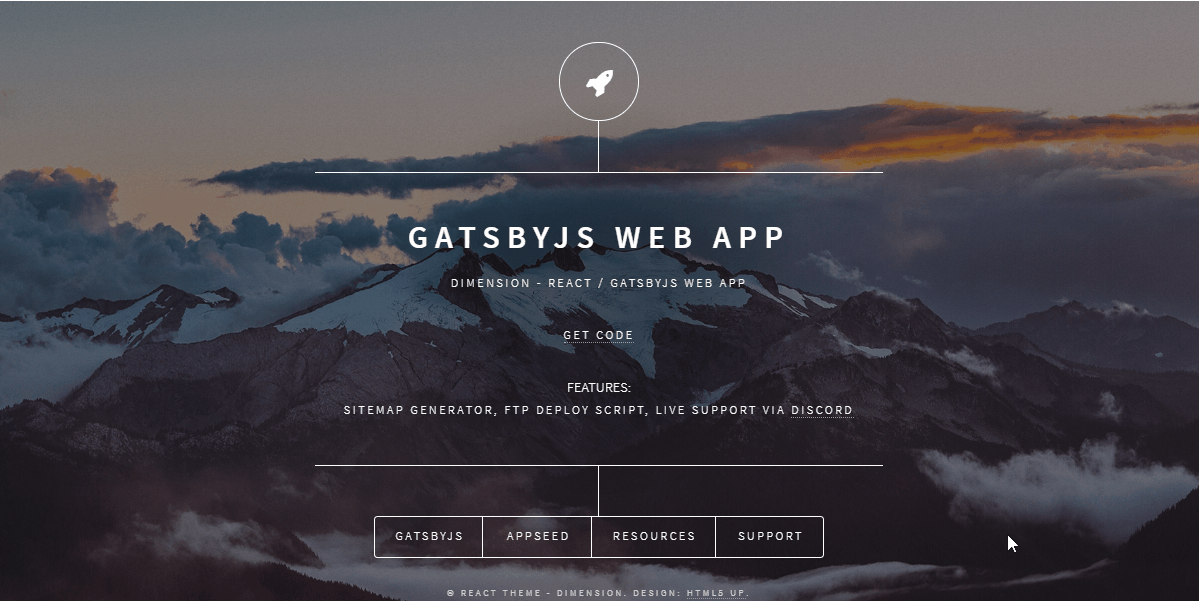 GATSBYJS WEB APP
DIMENSION - REACT / GATSBYJS WEB APP
GET CODE
FEATURES:
SITEMAP GENERATOR, FTP DEPLOY SCRIPT, LIVE SUPPORT VIA DISCORD
GATSBYJS APPSEED RESOURCES SUPPORT
© REACT THEME - DIMENSION. DESIGN: HTML5 UP.